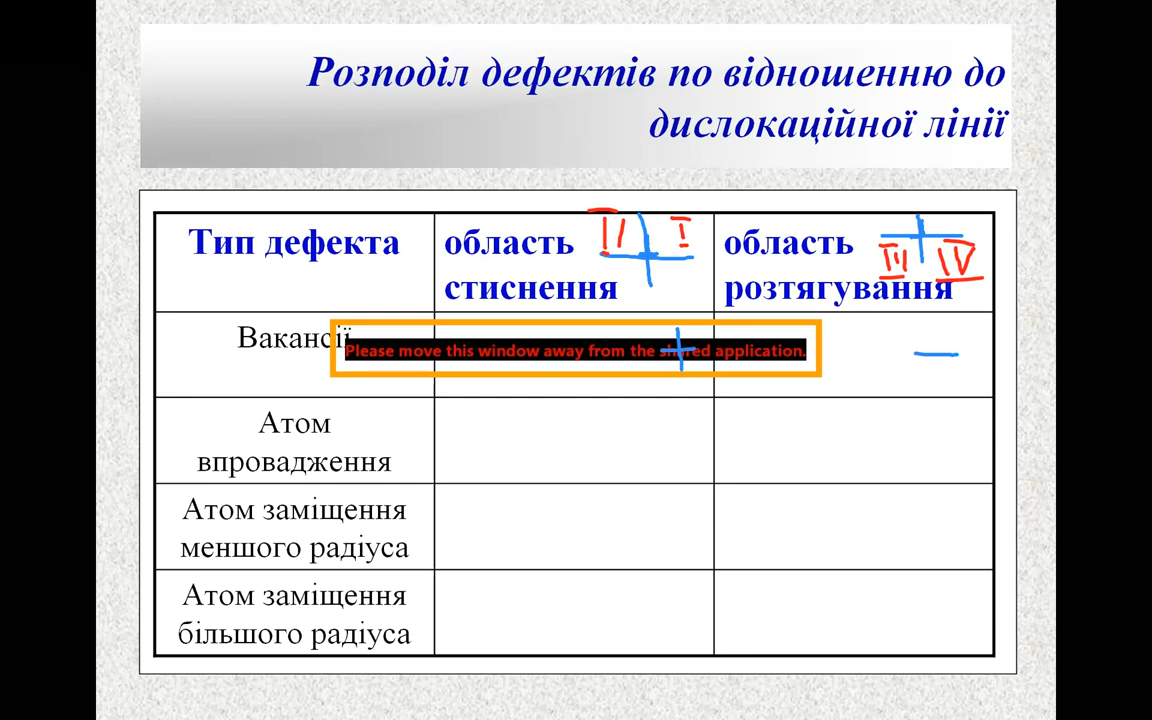 Розподіл дефектів по відношенню до
дислокаційної лінії
Тип дефекта
область
стиснення
II I
область
розтягування
III IV
Вакансії
Please move this window away from the shared application.
+
—
Атом
впровадження
Атом заміщення
меншого радіуса
Атом заміщення
більшого радіуса